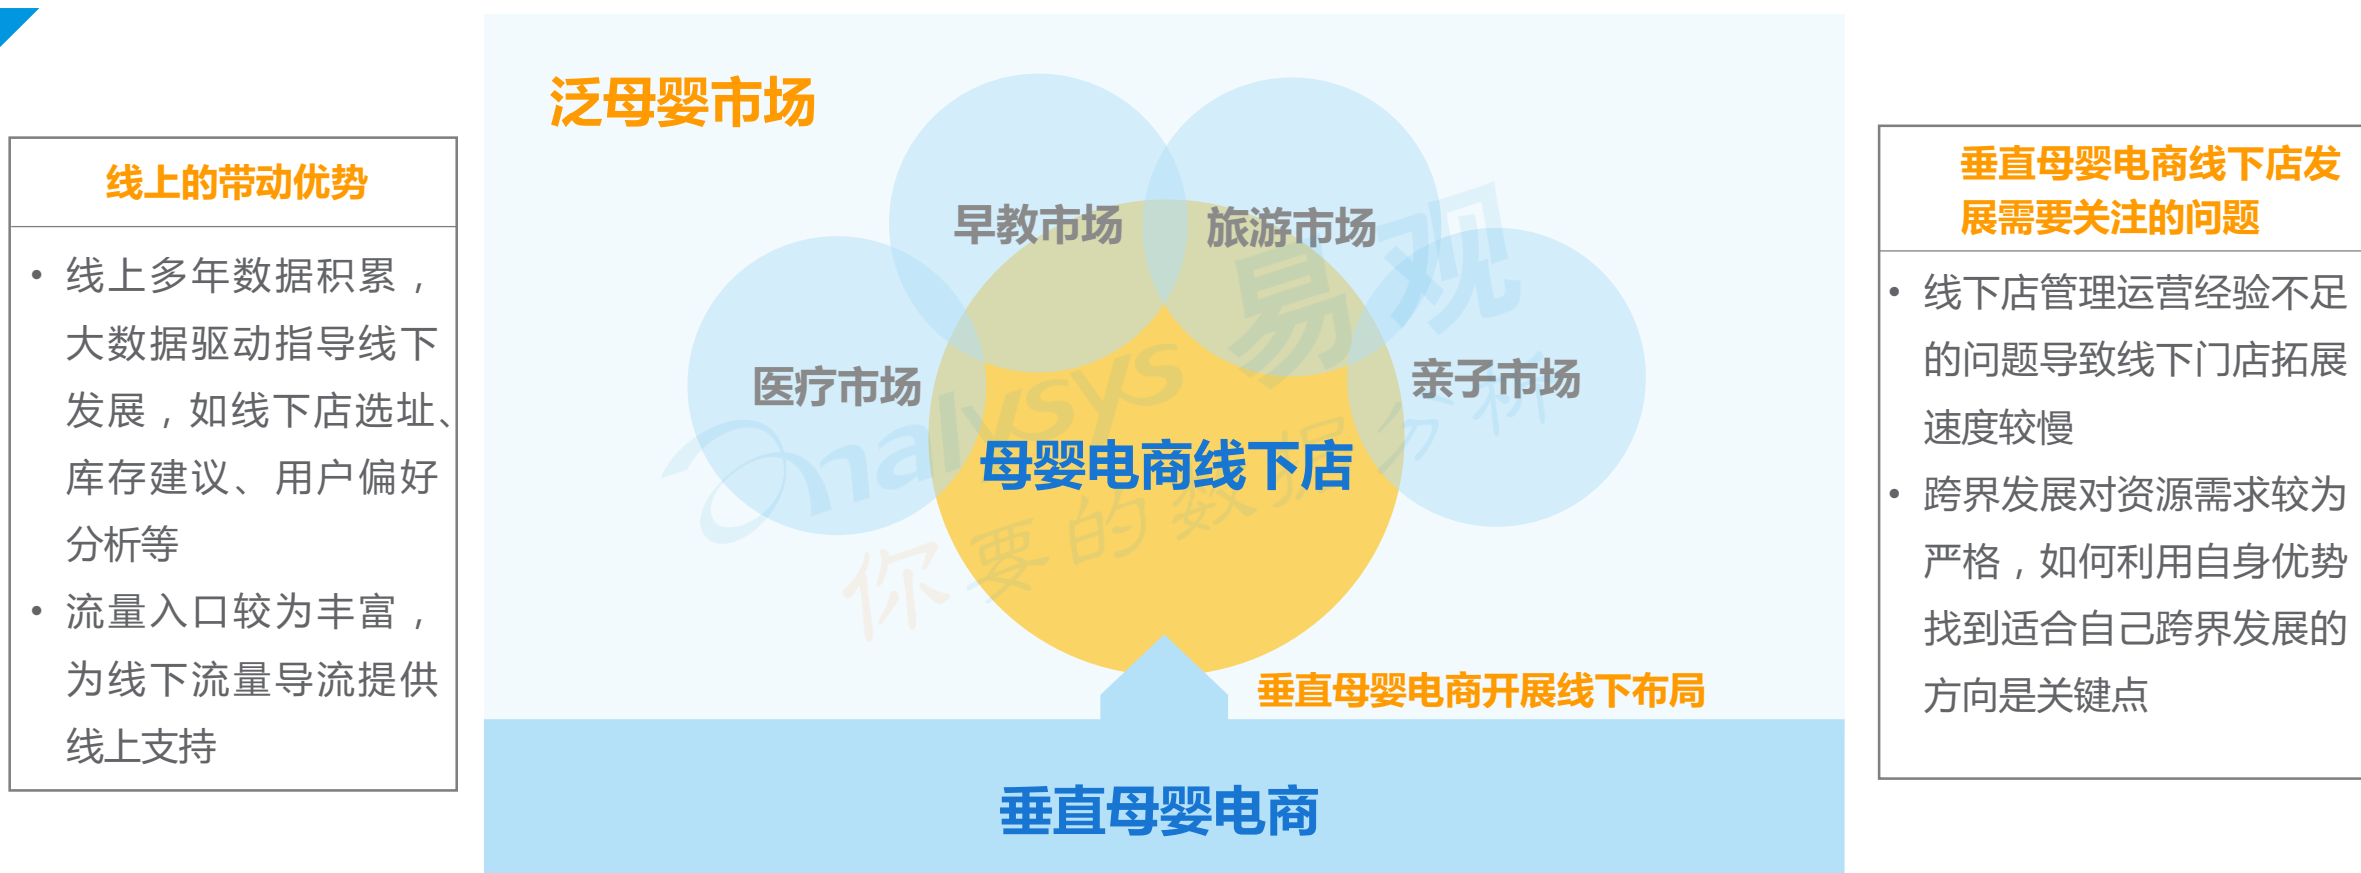 线上的带动优势
• 线上多年数据积累，
大数据驱动指导线下
发展，如线下店选址、
库存建议、用户偏好
分析等
• 流量入口较为丰富，
为线下流量导流提供
线上支持
泛母婴市场
早教市场
旅游市场
医疗市场
亲子市场
母婴电商线下店
垂直母婴电商开展线下布局
垂直母婴电商
analysys 易观
你要的数据分析
垂直母婴电商线下店发
展需要关注的问题
• 线下店管理运营经验不足
的问题导致线下门店拓展
速度较慢
• 跨界发展对资源需求较为
严格，如何利用自身优势
找到适合自己跨界发展的
方向是关键点